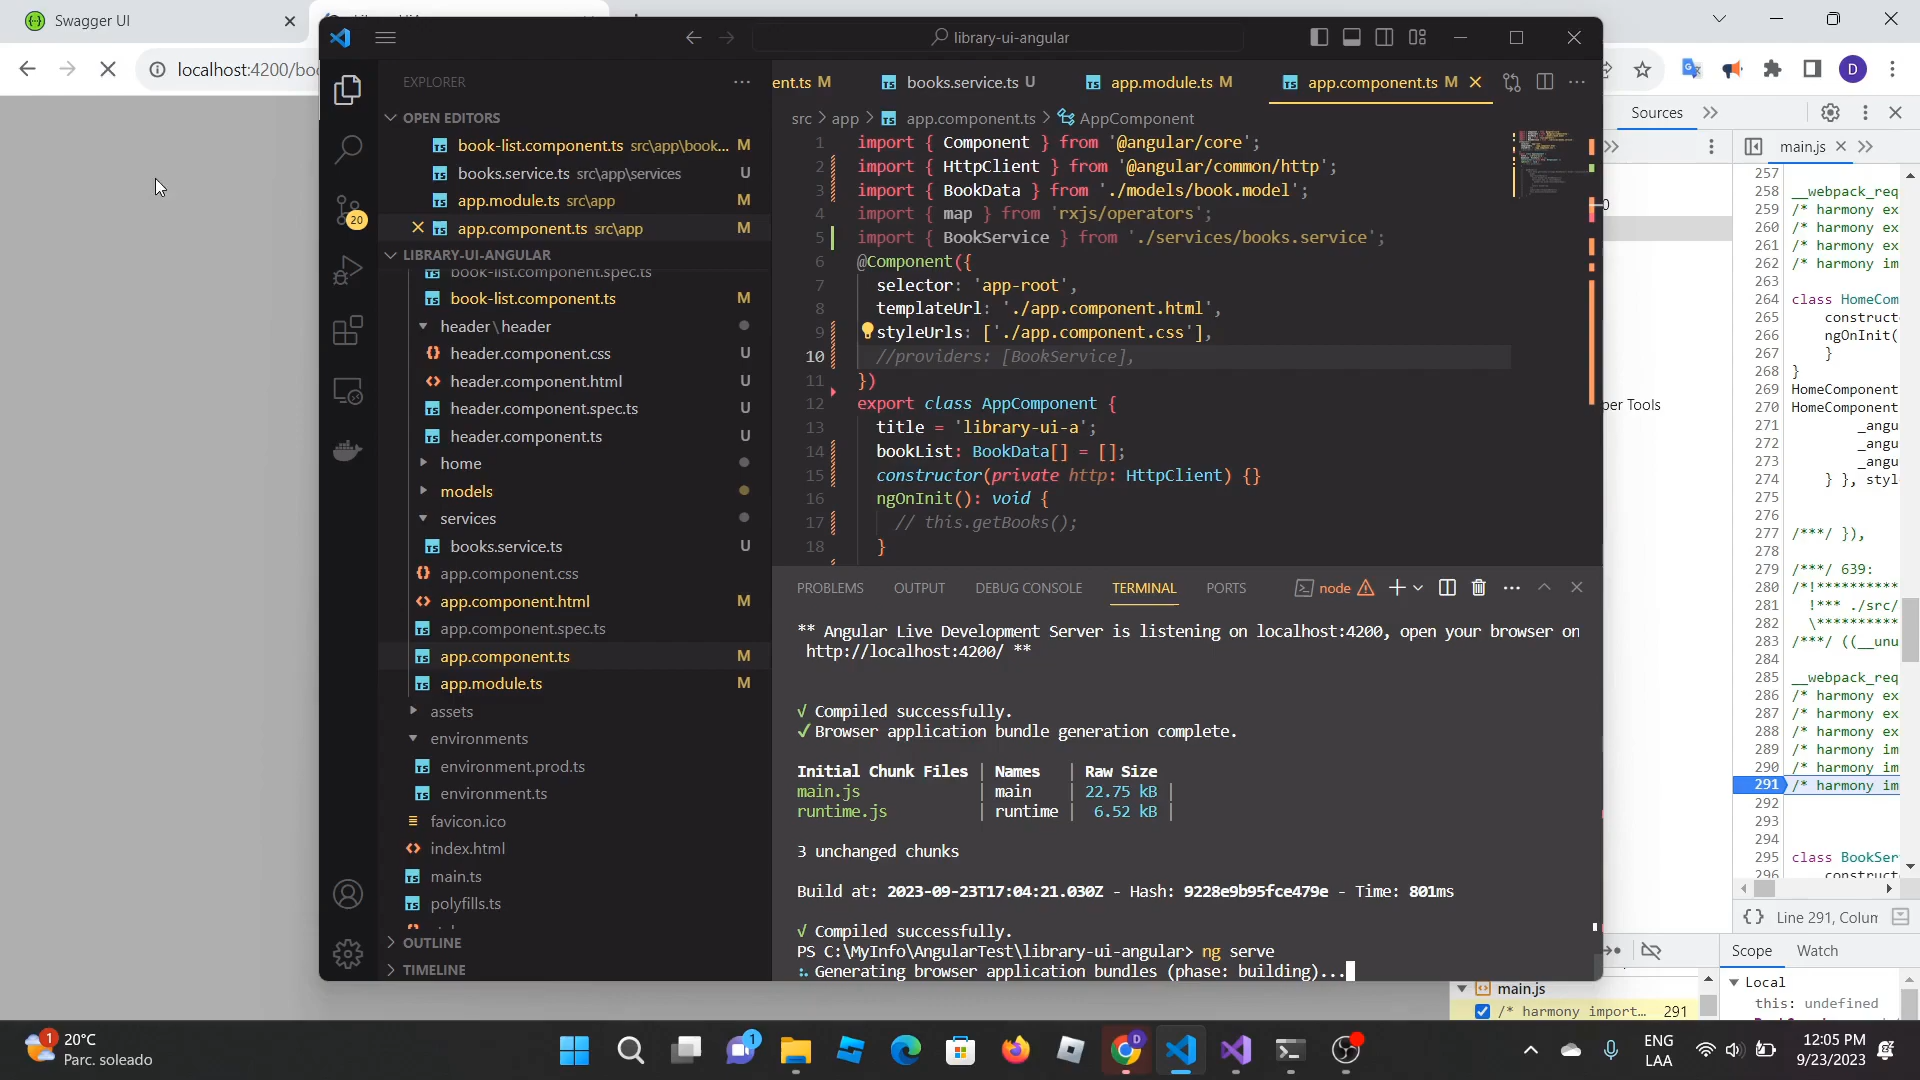 Swagger UI
localhost:4200/boo
D
Sources
main.js
library-ui-angular
EXPLORER
OPEN EDITORS
book-list.component.ts src\app\book... M
books.service.ts src\app\services U
app.module.ts src\app M
app.component.ts src\app M
LIBRARY-UI-ANGULAR
book-list.component.spec.ts
book-list.component.ts M
header\header
header.component.css U
header.component.html U
header.component.spec.ts U
header.component.ts U
home
models
services
books.service.ts U
app.component.css
app.component.html M
app.component.spec.ts
app.component.ts M
app.module.ts M
assets
environments
environment.prod.ts
environment.ts
favicon.ico
index.html
main.ts
polyfills.ts
OUTLINE
TIMELINE
20
ent.ts M
books.service.ts U
app.module.ts M
app.component.ts M
src > app > app.component.ts > AppComponent
1 import { Component } from '@angular/core';
2 import { HttpClient } from '@angular/common/http';
3 import { BookData } from './models/book.model';
4 import { map } from 'rxjs/operators';
5 import { BookService } from './services/books.service';
6 @Component({
7 selector: 'app-root',
8 templateUrl: './app.component.html',
9 styleUrls: ['./app.component.css'],
10 //providers: [BookService],
11 })
12 export class AppComponent {
13 title = 'library-ui-a';
14 bookList: BookData[] = [];
15 constructor(private http: HttpClient) {}
16 ngOnInit(): void {
17 // this.getBooks();
18 }
PROBLEMS OUTPUT DEBUG CONSOLE TERMINAL PORTS
node
** Angular Live Development Server is listening on localhost:4200, open your browser on
http://localhost:4200/ **
√ Compiled successfully.
✓ Browser application bundle generation complete.
Initial Chunk Files | Names | Raw Size
main.js | main | 22.75 kB |
runtime.js | runtime | 6.52 kB |
3 unchanged chunks
Build at: 2023-09-23T17:04:21.030Z - Hash: 9228e9b95fce479e - Time: 801ms
√ Compiled successfully.
PS C:\MyInfo\AngularTest\library-ui-angular> ng serve
Generating browser application bundles (phase: building)...
per Tools
257
258 __webpack_req
259 /* harmony ex
260 /* harmony ex
261 /* harmony ex
262 /* harmony im
263
264 class HomeCom
265 constructo
266 ngOnInit(
267 }
268 }
269 HomeComponent
270 HomeComponent
271 _angu
272 _angu
273 _angu
274 } }, styl
275
276
277 /***/ }),
278
279 /***/ 639:
280 /*!**********
281 !*** ./src/
282 \**********
283 /***/ ((__unu
284
285 __webpack_req
286 /* harmony ex
287 /* harmony ex
288 /* harmony ex
289 /* harmony im
290 /* harmony im
291 /* harmony im
292
293
294
295 class BookSer
296 construct
{} Line 291, Colum
Scope Watch
Local
this: undefined
main.js
/* harmony import... 291
1
20°C
Parc. soleado
1
D
ENG
LAA
12:05 PM
9/23/2023